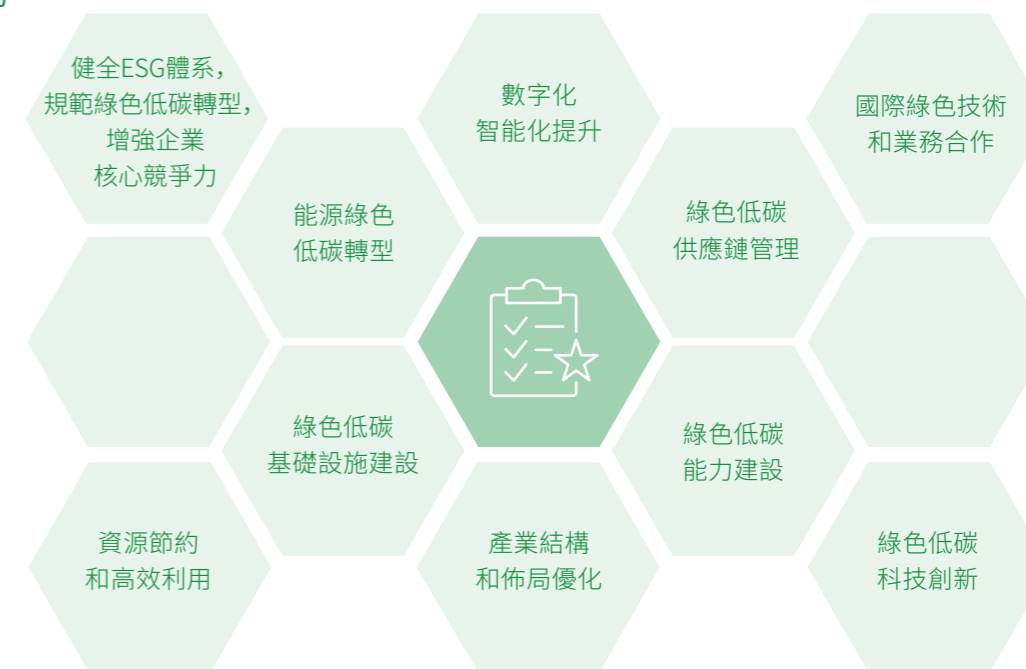 健全ESG體系，
規範綠色低碳轉型，
增強企業
核心競爭力
數字化
智能化提升
國際綠色技術
和業務合作
能源綠色
低碳轉型
綠色低碳
供應鏈管理
綠色低碳
基礎設施建設
綠色低碳
能力建設
資源節約
和高效利用
產業結構
和佈局優化
綠色低碳
科技創新